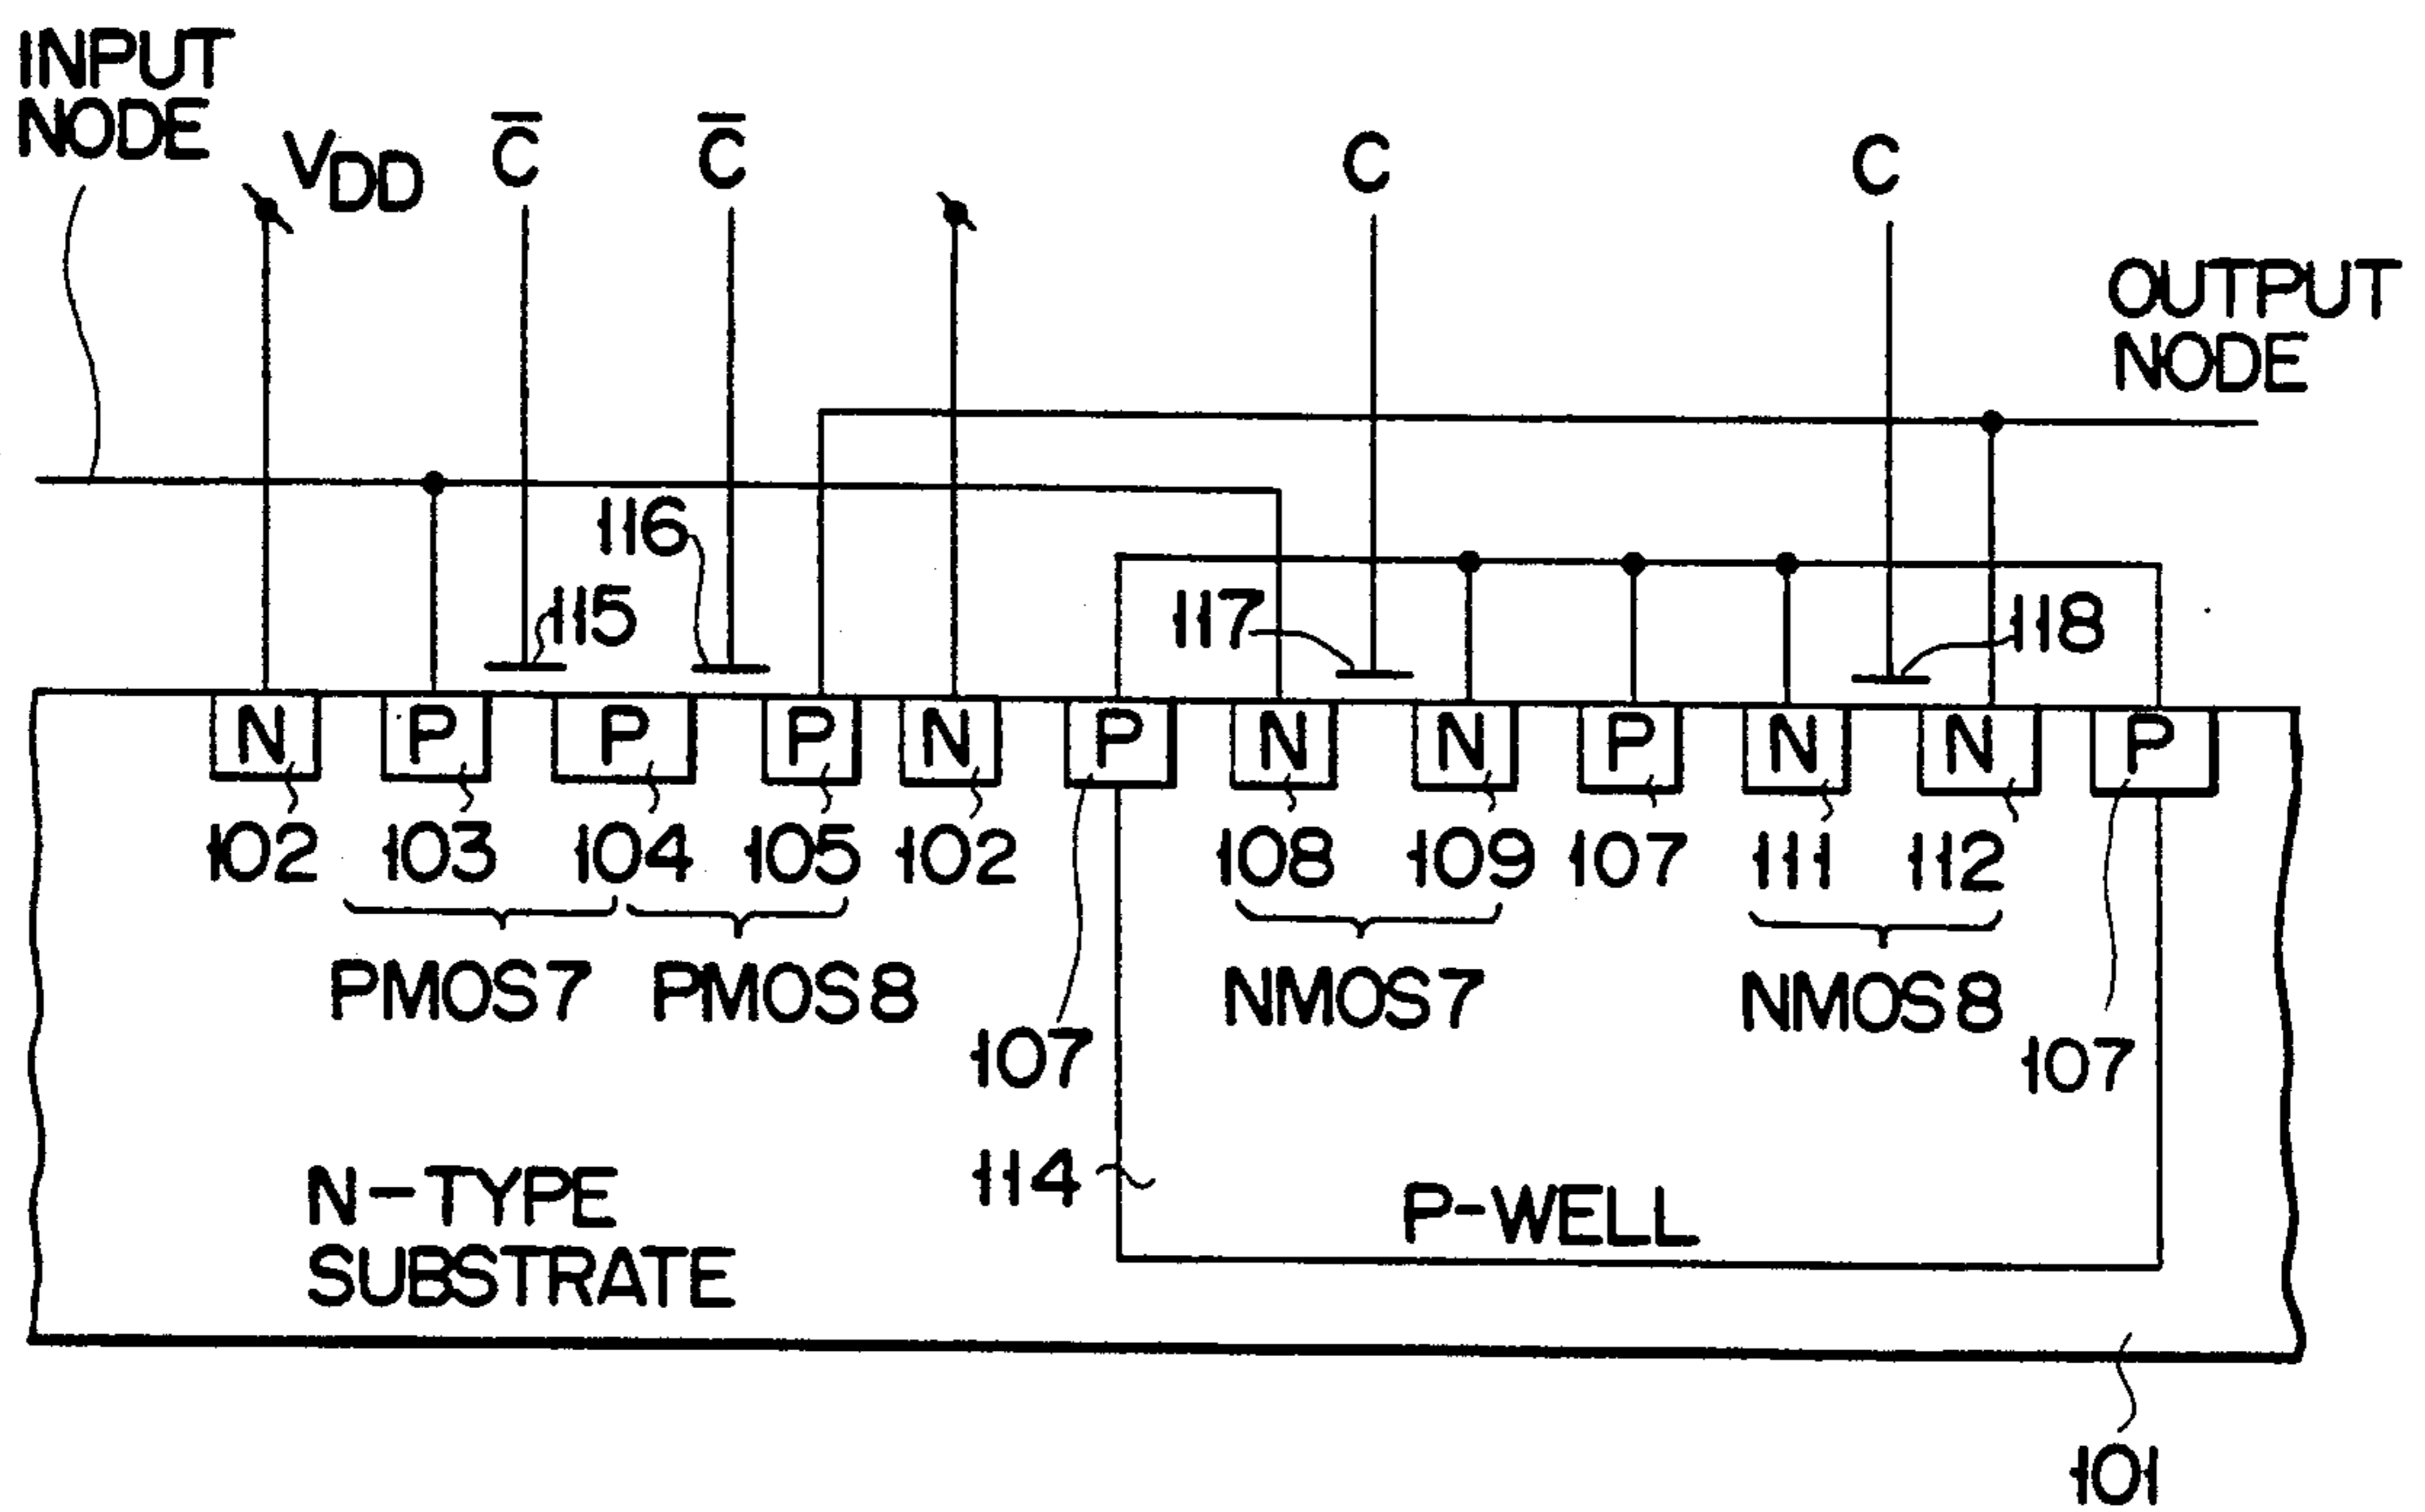 INPUT
NODE
VDD
C̅
C̅
C
C
OUTPUT
NODE
116
115
117
118
N
P
P
P
N
P
N
N
P
N
N
P
102
103
104
105
102
108
109
107
111
112
PMOS7
PMOS8
NMOS7
NMOS8
107
107
114
N-TYPE
SUBSTRATE
P-WELL
101